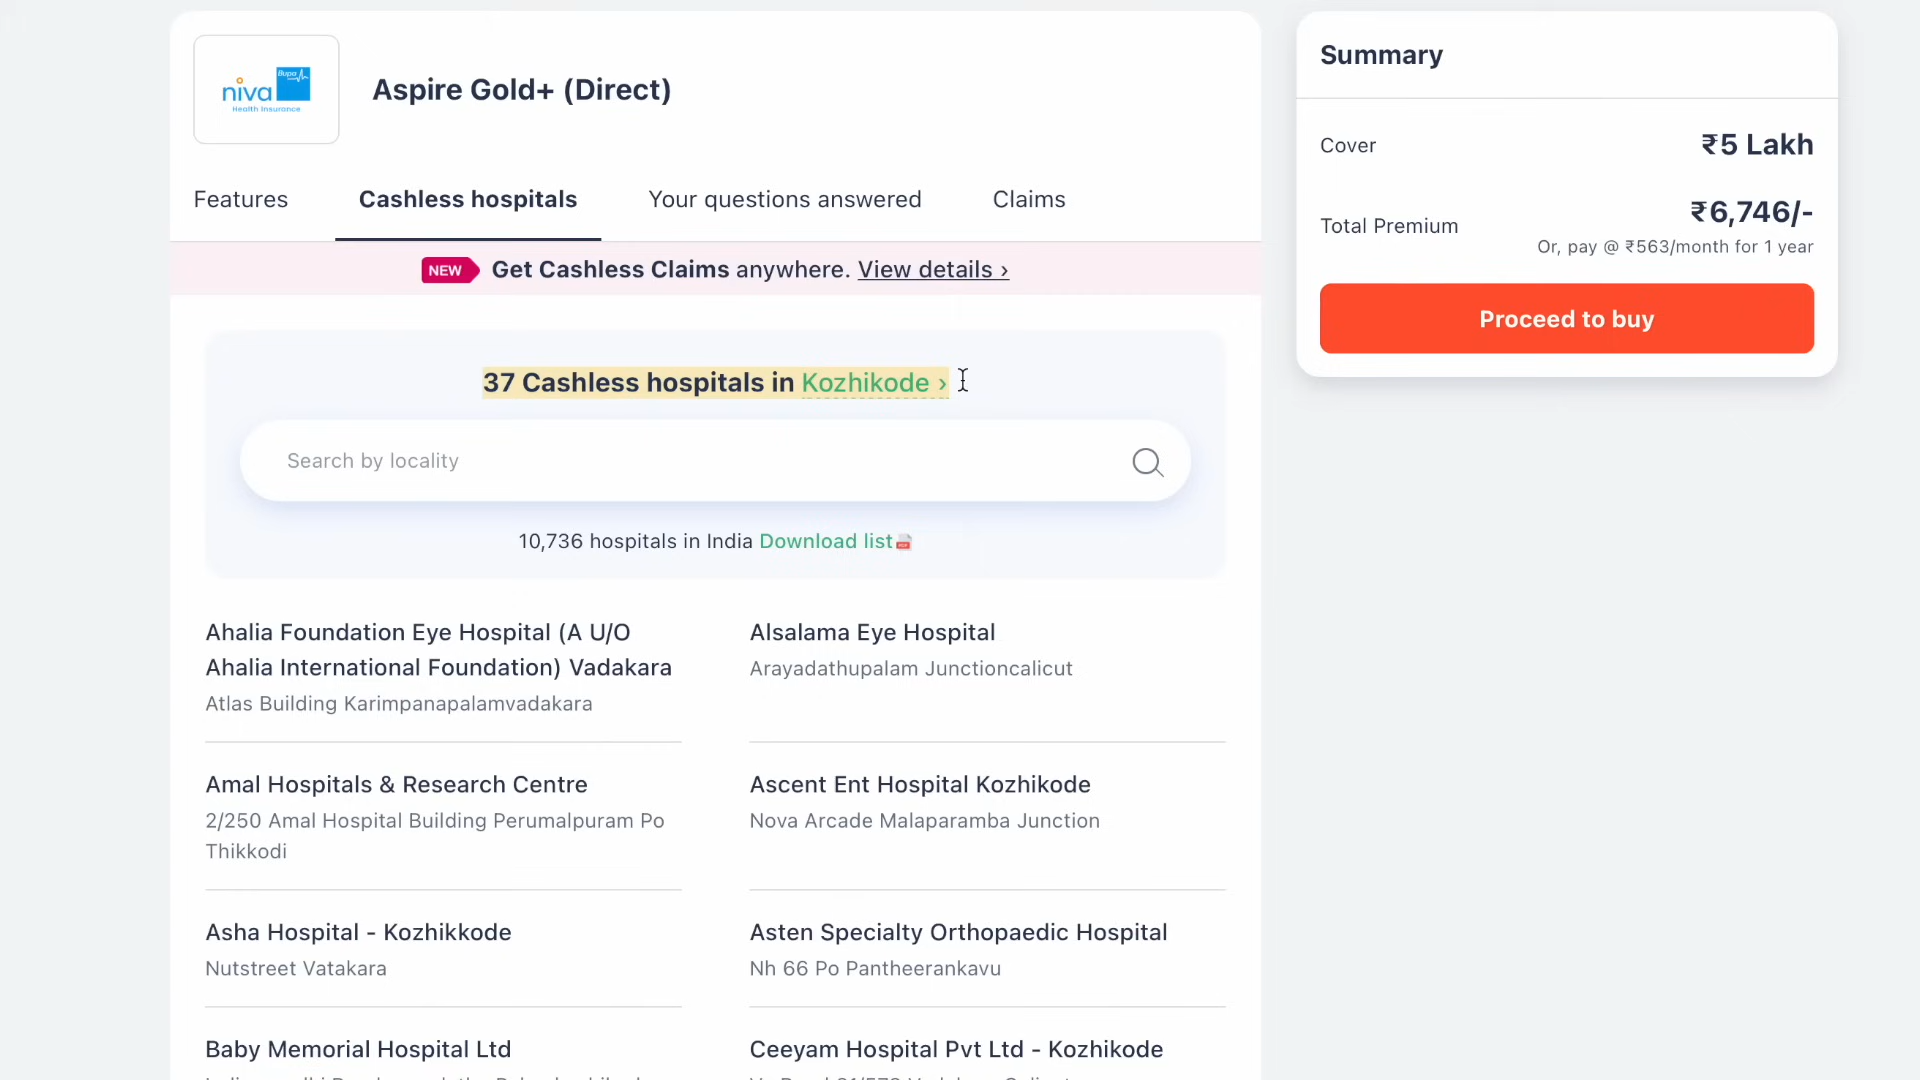 niva
Bupa
Health Insurance
Aspire Gold+ (Direct)
Features
Cashless hospitals
Your questions answered
Claims
NEW
Get Cashless Claims anywhere. View details ›
37 Cashless hospitals in Kozhikode ›
Search by locality
10,736 hospitals in India Download list
Ahalia Foundation Eye Hospital (A U/O
Ahalia International Foundation) Vadakara
Atlas Building Karimpanapalamvadakara
Alsalama Eye Hospital
Arayadathupalam Junctioncalicut
Amal Hospitals & Research Centre
2/250 Amal Hospital Building Perumalpuram Po
Thikkodi
Ascent Ent Hospital Kozhikode
Nova Arcade Malaparamba Junction
Asha Hospital - Kozhikkode
Nutstreet Vatakara
Asten Specialty Orthopaedic Hospital
Nh 66 Po Pantheerankavu
Baby Memorial Hospital Ltd
Ceeyam Hospital Pvt Ltd - Kozhikode
Summary
Cover
₹5 Lakh
Total Premium
₹6,746/-
Or, pay @ ₹563/month for 1 year
Proceed to buy